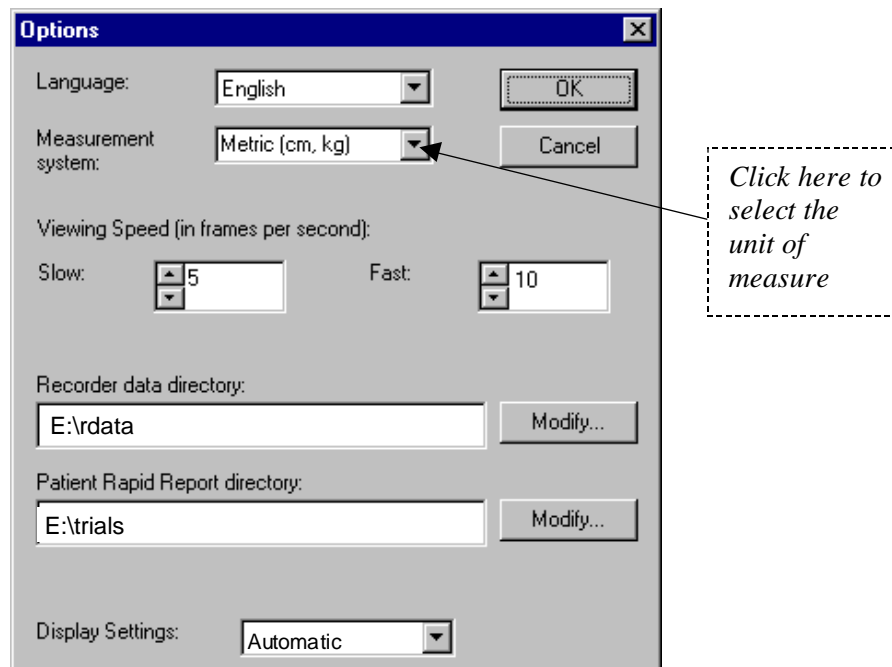 Options
Language:
English
OK
Measurement
system:
Metric (cm, kg)
Cancel
Click here to
select the
unit of
measure
Viewing Speed (in frames per second):
Slow:
5
Fast:
10
Recorder data directory:
E:\rdata
Modify...
Patient Rapid Report directory:
E:\trials
Modify...
Display Settings:
Automatic